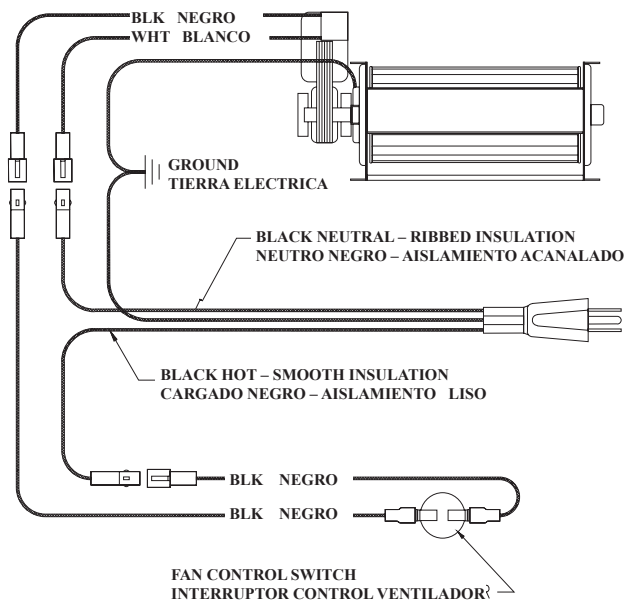 BLK NEGRO
WHT BLANCO
GROUND
TIERRA ELECTRICA
BLACK NEUTRAL – RIBBED INSULATION
NEUTRO NEGRO – AISLAMIENTO ACANALADO
BLACK HOT – SMOOTH INSULATION
CARGADO NEGRO – AISLAMIENTO LISO
BLK NEGRO
BLK NEGRO
FAN CONTROL SWITCH
INTERRUPTOR CONTROL VENTILADOR